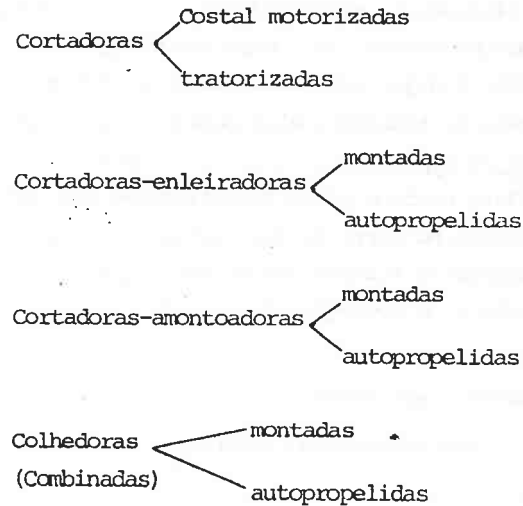 Costal motorizadas
Cortadoras
tratorizadas
montadas
Cortadoras-enleiradoras
autopropelidas
montadas
Cortadoras-amontoadoras
autopropelidas
montadas
Colhedoras
(Combinadas)
autopropelidas